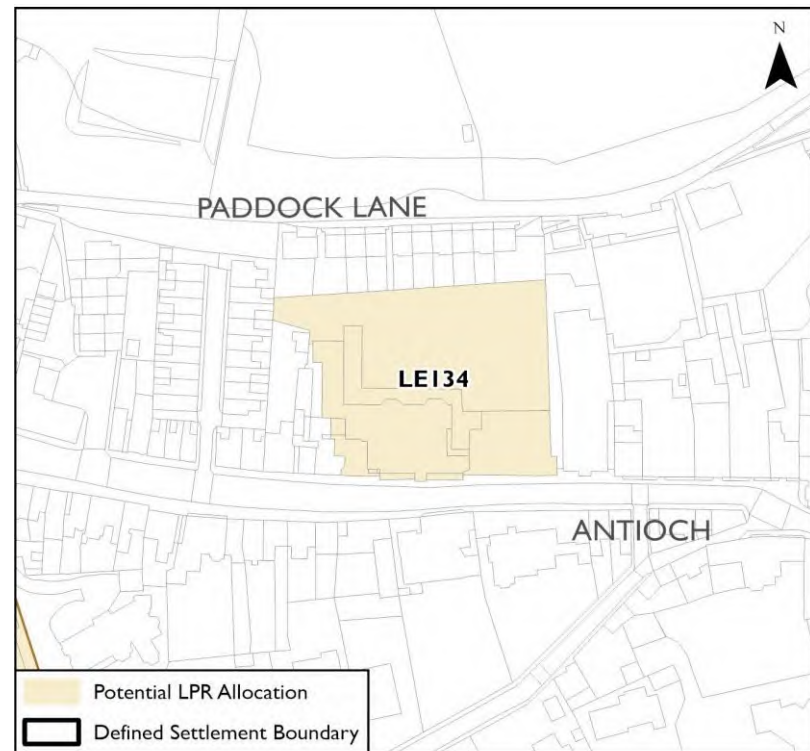 N
PADDOCK LANE
LE134
ANTIOCH
Potential LPR Allocation
Defined Settlement Boundary